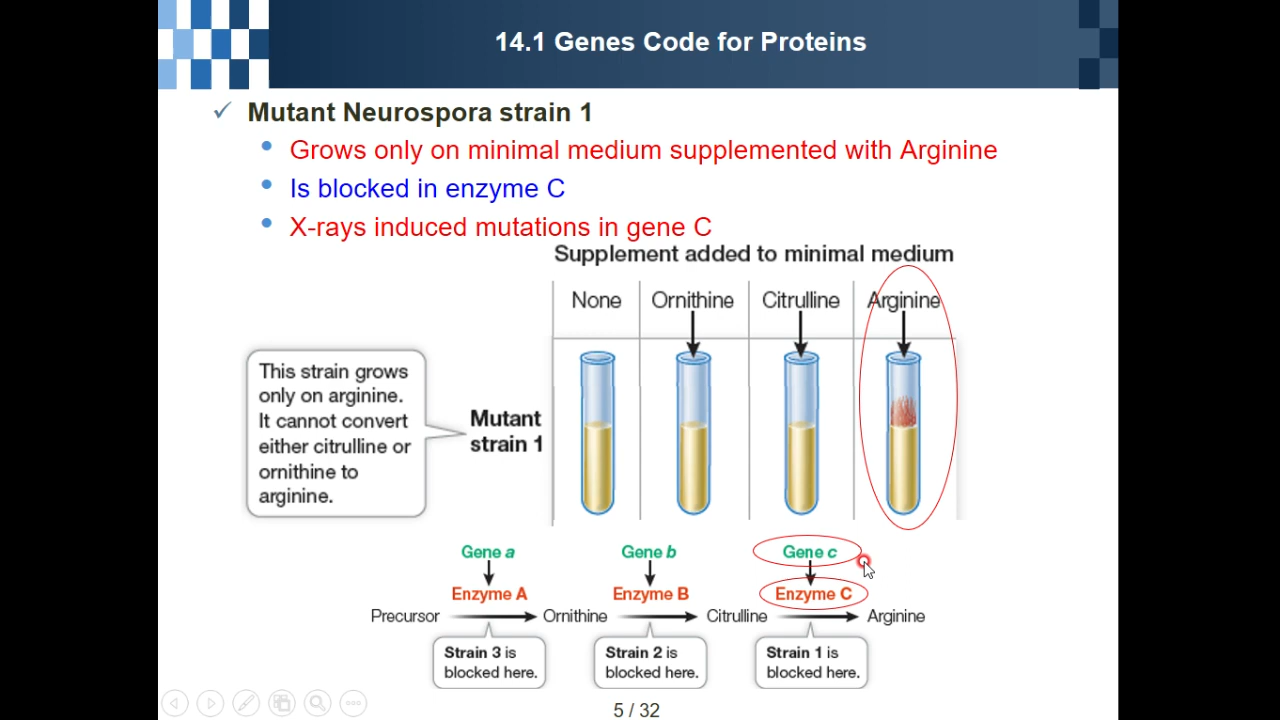 14.1 Genes Code for Proteins
✓ Mutant Neurospora strain 1
• Grows only on minimal medium supplemented with Arginine
• Is blocked in enzyme C
• X-rays induced mutations in gene C
Supplement added to minimal medium
None Ornithine Citrulline Arginine
This strain grows
only on arginine.
It cannot convert
either citrulline or
ornithine to
arginine.
Mutant
strain 1
Gene a Gene b Gene c
Enzyme A Enzyme B Enzyme C
Precursor Ornithine Citrulline Arginine
Strain 3 is
blocked here.
Strain 2 is
blocked here.
Strain 1 is
blocked here.
5 / 32